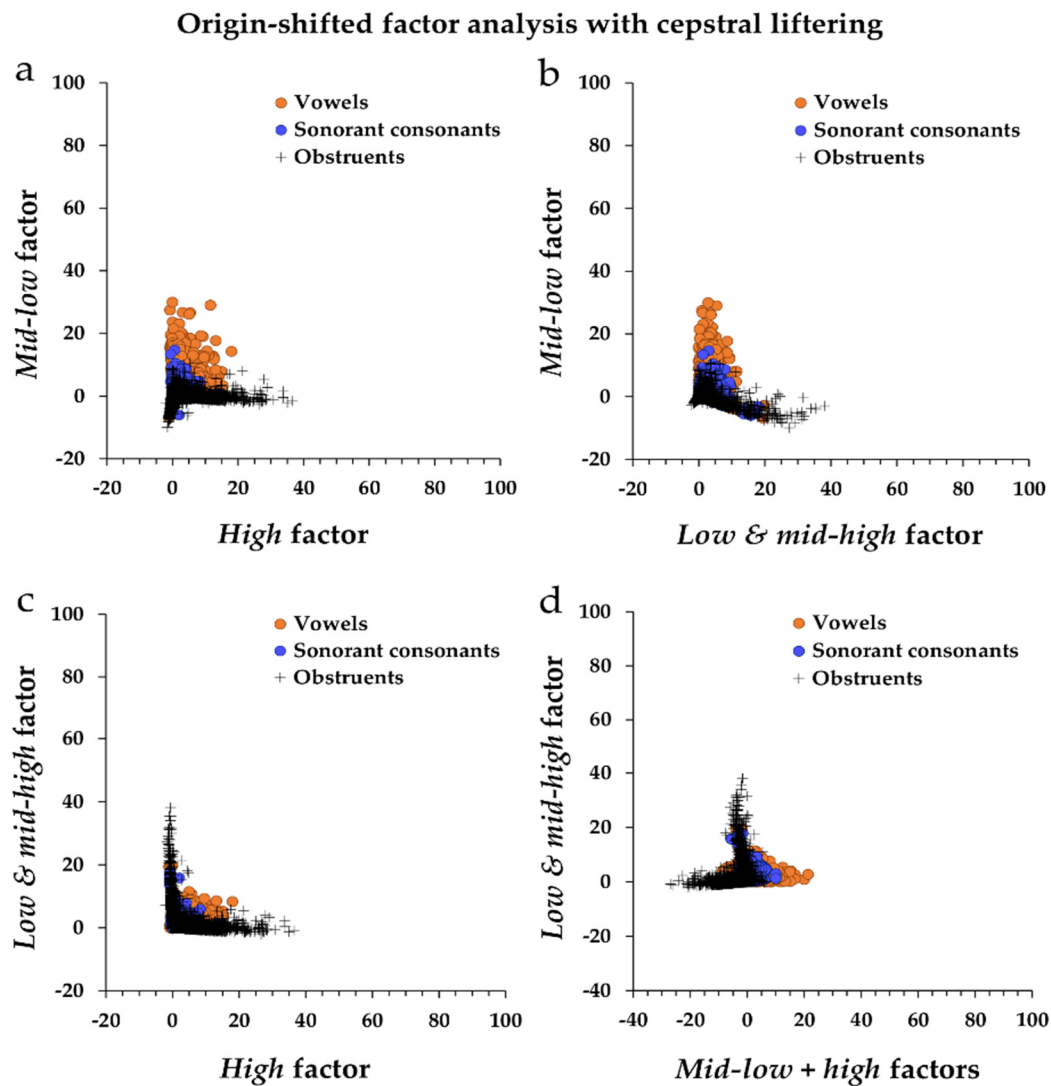 Origin-shifted factor analysis with cepstral liftering
a
100
80
60
40
20
0
-20
-20 0 20 40 60 80 100
Mid-low factor
High factor
Vowels
Sonorant consonants
Obstruents
b
100
80
60
40
20
0
-20
-20 0 20 40 60 80 100
Mid-low factor
Low & mid-high factor
Vowels
Sonorant consonants
Obstruents
c
100
80
60
40
20
0
-20
-20 0 20 40 60 80 100
Low & mid-high factor
High factor
Vowels
Sonorant consonants
Obstruents
d
100
80
60
40
20
0
-20
-40
-40 -20 0 20 40 60 80 100
Low & mid-high factor
Mid-low + high factors
Vowels
Sonorant consonants
Obstruents